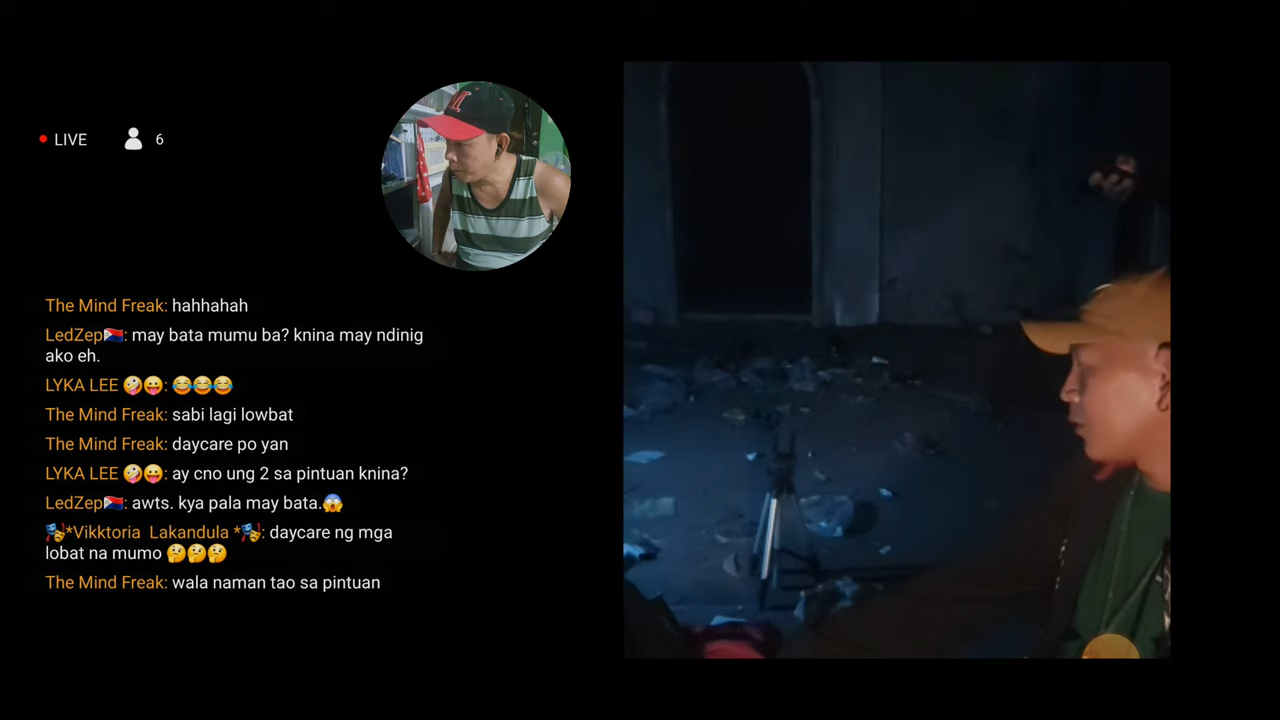 LIVE 6
The Mind Freak: hahhahah
LedZep🇵🇭: may bata mumu ba? knina may ndinig
ako eh.
LYKA LEE 🤪😛: 😂😂😂
The Mind Freak: sabi lagi lowbat
The Mind Freak: daycare po yan
LYKA LEE 🤪😛: ay cno ung 2 sa pintuan knina?
LedZep🇵🇭: awts. kya pala may bata.😱
🎭*Vikktoria Lakandula *🎭: daycare ng mga
lobat na mumo 🤔🤔🤔
The Mind Freak: wala naman tao sa pintuan